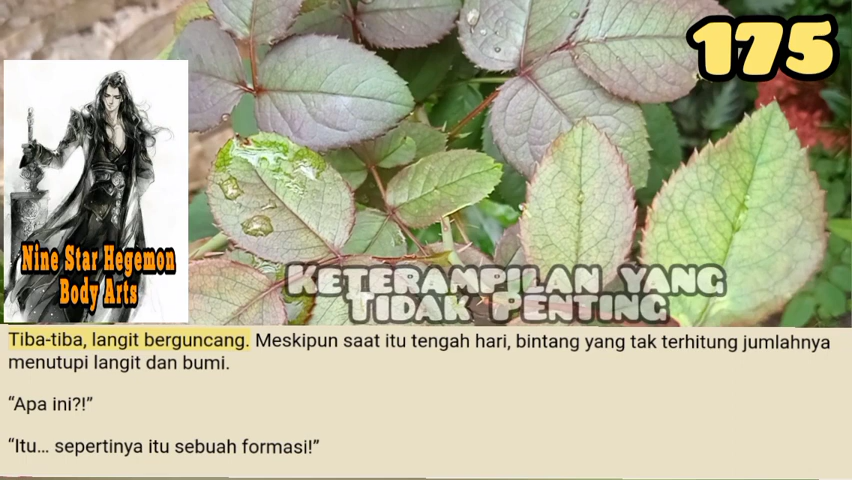 175
Nine Star Hegemon
Body Arts
Keterampilan yang
Tidak Penting
Tiba-tiba, langit berguncang. Meskipun saat itu tengah hari, bintang yang tak terhitung jumlahnya
menutupi langit dan bumi.
“Apa ini?!”
“Itu… sepertinya itu sebuah formasi!”